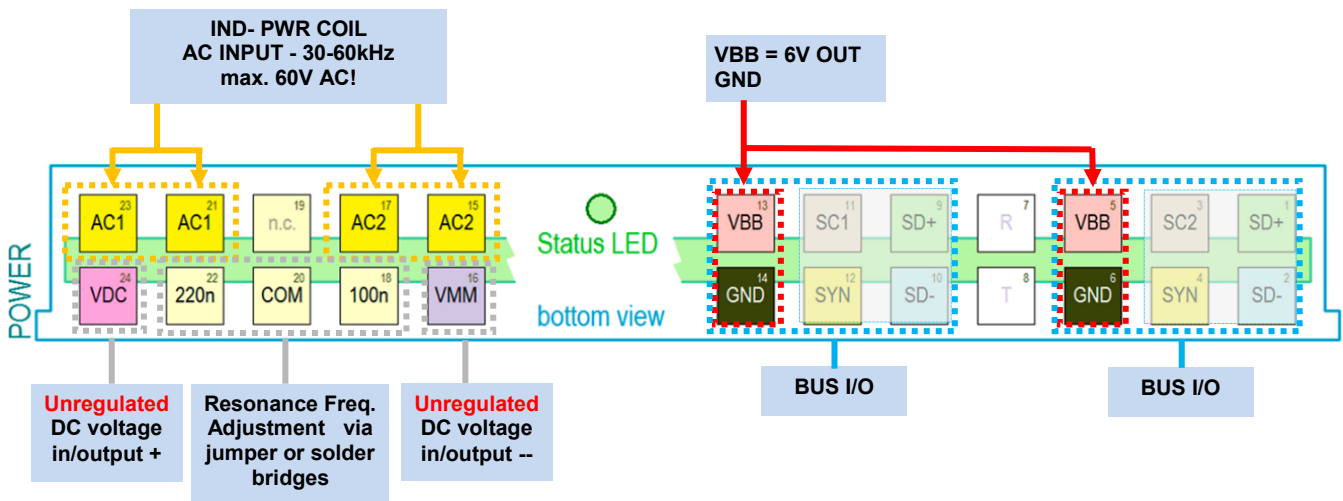 IND- PWR COIL
AC INPUT - 30-60kHz
max. 60V AC!
VBB = 6V OUT
GND
POWER
23 21 19 17 15 13 11 9 7 5 3 1
AC1 AC1 n.c. AC2 AC2 VBB SC1 SD+ R VBB SC2 SD+
Status LED
24 22 20 18 16 14 12 10 8 6 4 2
VDC 220n COM 100n VMM GND SYN SD- T GND SYN SD-
bottom view
Unregulated
DC voltage
in/output +
Resonance Freq.
Adjustment via
jumper or solder
bridges
Unregulated
DC voltage
in/output --
BUS I/O
BUS I/O